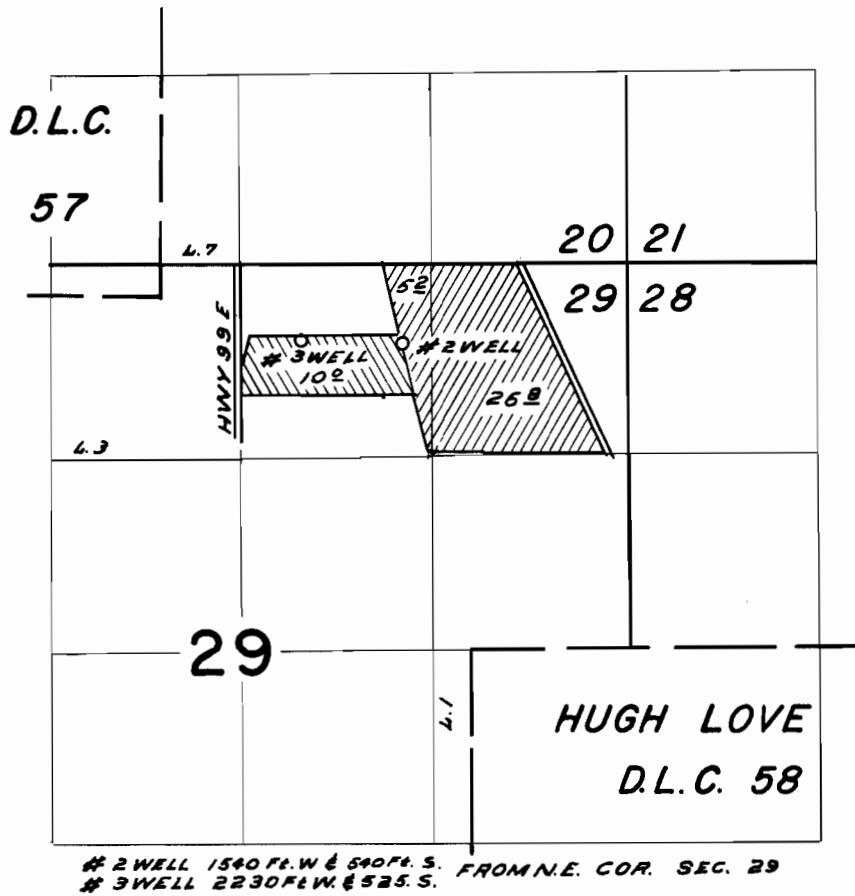 D.L.C.
57
L.7
20 21
29 28
5 2
HWY 99E
# 3 WELL
10 0
# 2 WELL
26 8
L.3
29
L.1
HUGH LOVE
D.L.C. 58
# 2 WELL 1540 Ft. W & 540 Ft. S. FROM N.E. COR. SEC. 29
# 3 WELL 2230 Ft W. & 525. S.